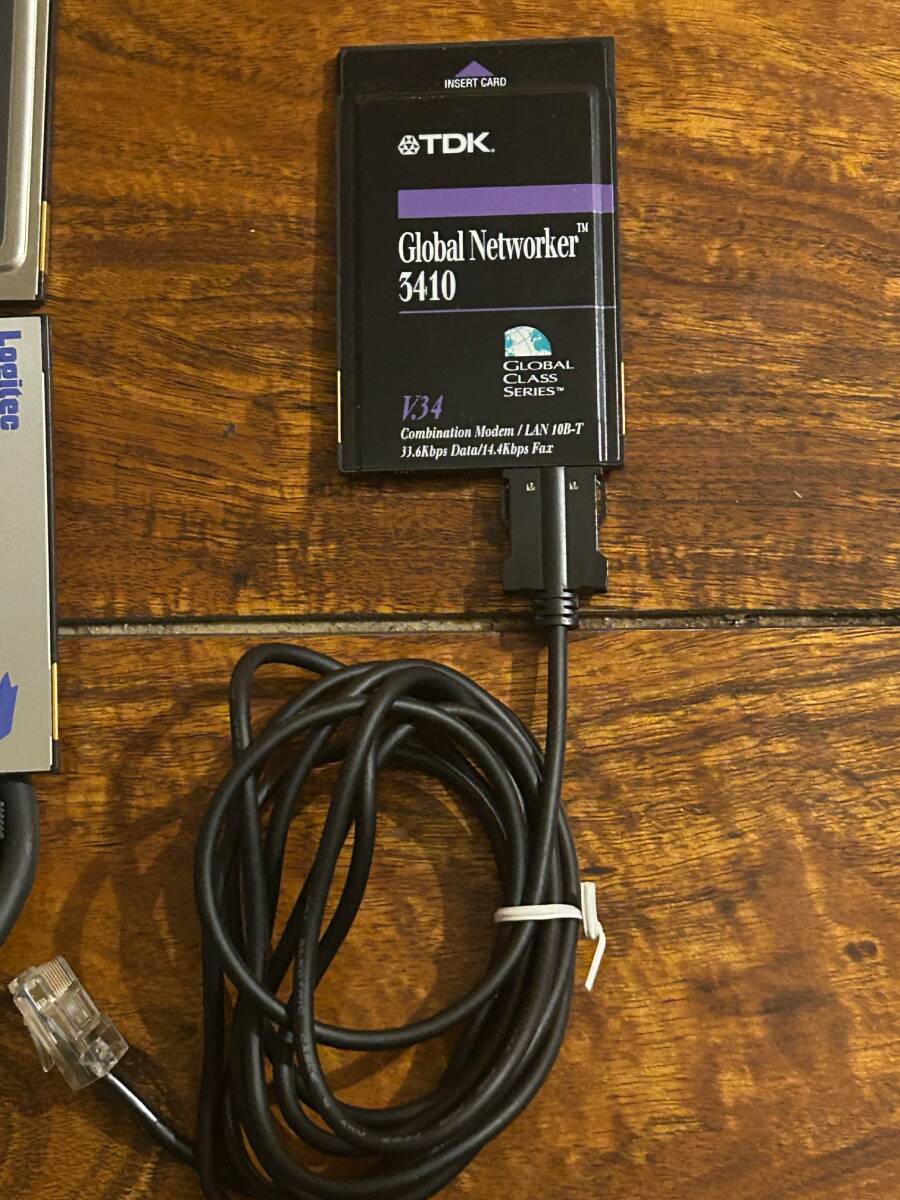 INSERT CARD
TDK.
Global Networker™
3410
GLOBAL
CLASS
SERIES™
V.34
Combination Modem / LAN 10B-T
33.6Kbps Data/14.4Kbps Fax
Logitec